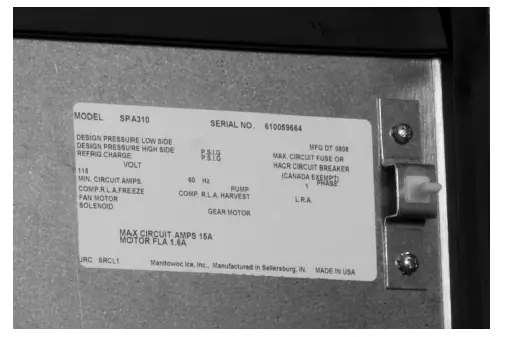 MODEL SPA310 SERIAL NO. 610059664
DESIGN PRESSURE LOW SIDE P.S.I.G MFG DT 0806
DESIGN PRESSURE HIGH SIDE P.S.I.G MAX. CIRCUIT FUSE OR
REFRIG.CHARGE: HACR CIRCUIT BREAKER
VOLT (CANADA EXEMPT)
115 60 Hz 1 PHASE
MIN. CIRCUIT AMPS. PUMP
COMP.R.L.A.FREEZE COMP. R.L.A. HARVEST L.R.A.
FAN MOTOR
SOLENOID GEAR MOTOR
MAX CIRCUIT AMPS 15A
MOTOR FLA 1.6A
JRC SRCL1 Manitowoc Ice, Inc., Manufactured in Sellersburg, IN. MADE IN USA